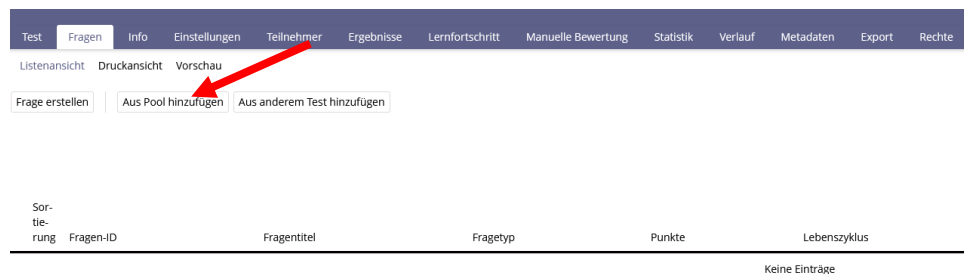 Test Fragen Info Einstellungen Teilnehmer Ergebnisse Lernfortschritt Manuelle Bewertung Statistik Verlauf Metadaten Export Rechte
Listenansicht Druckansicht Vorschau
Frage erstellen Aus Pool hinzufügen Aus anderem Test hinzufügen
Sor-
tie-
rung Fragen-ID Fragentitel Fragetyp Punkte Lebenszyklus
Keine Einträge